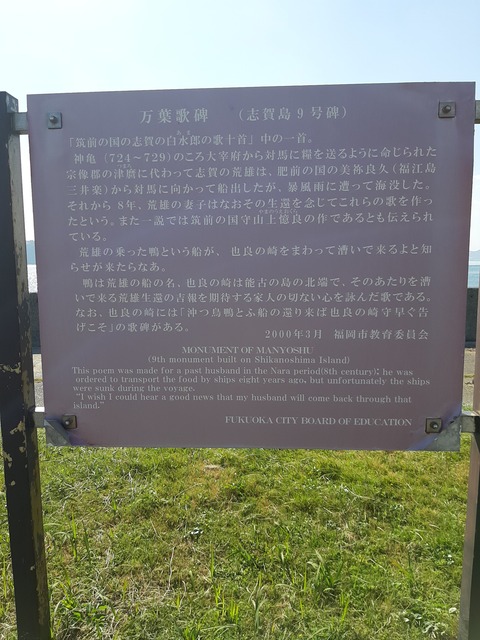 万葉歌碑　（志賀島９号碑）
「筑前の国の志賀の白水郎の歌十首」中の一首。
神亀（724～729）のころ大宰府から対馬に糧を送るように命じられた
宗像郡の津麿に代わって志賀の荒雄は、肥前の国の美祢良久（福江島
三井楽）から対馬に向かって船出したが、暴風雨に遭って海没した。
それから８年、荒雄の妻子はなおその生還を念じてこれらの歌を作っ
たという。また一説では筑前の国守山上憶良の作であるとも伝えられ
ている。
荒雄の乗った鴨という船が、也良の崎をまわって漕いで来るよと知
らせが来たらなあ。
鴨は荒雄の船の名。也良の崎は能古の島の北端で、そのあたりを漕
いで来る荒雄生還の吉報を期待する家人の切ない心を詠んだ歌である。
なお、也良の崎には「沖つ鳥鴨とふ船の還り来ば也良の崎守早く告
げこそ」の歌碑がある。
2000年3月　福岡市教育委員会
MONUMENT OF MANYOSHU
(9th monument built on Shikanoshima Island)
This poem was made for a past husband in the Nara period(8th century); he was
ordered to transport the food by ships eight years ago, but unfortunately the ships
were sunk during the voyage.
"I wish I could hear a good news that my husband will come back through that
island."
FUKUOKA CITY BOARD OF EDUCATION